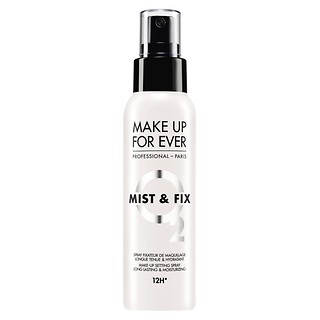 MAKE UP
FOR EVER
PROFESSIONAL – PARIS
O2
MIST & FIX
SPRAY FIXATEUR DE MAQUILLAGE
LONGUE TENUE & HYDRATANT
MAKE UP SETTING SPRAY
LONG LASTING & MOISTURIZING
12H*